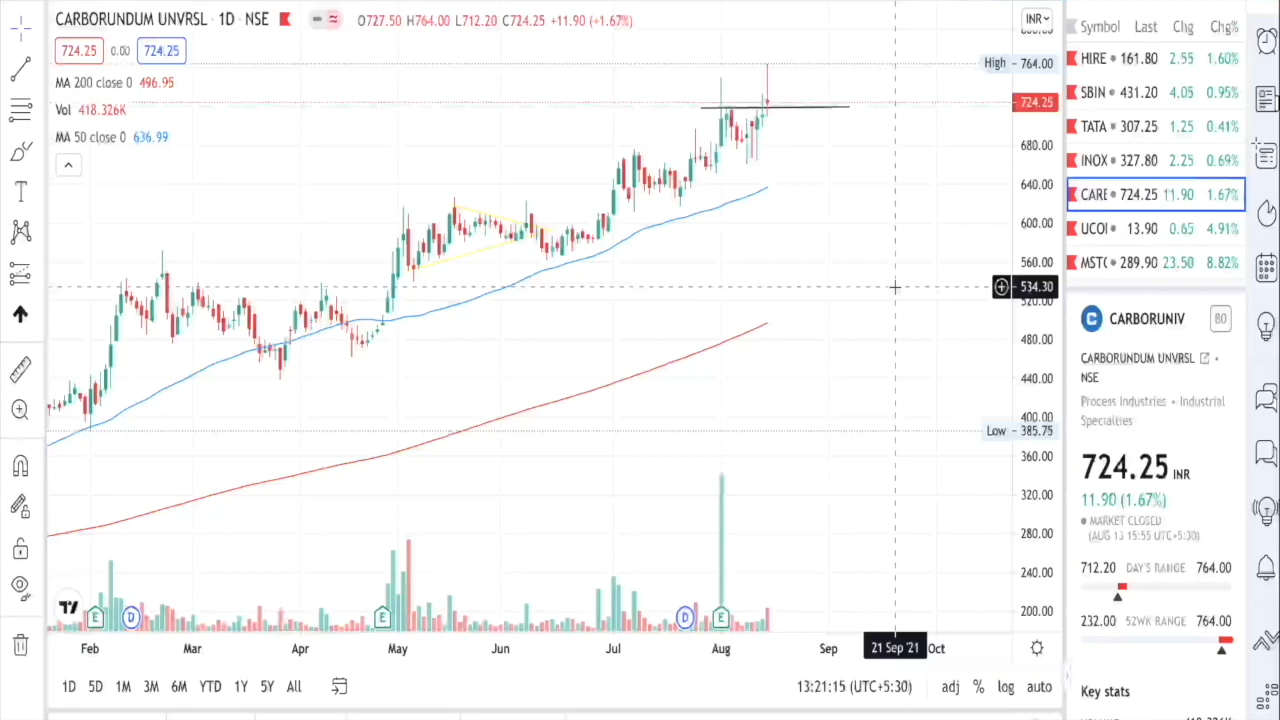 CARBORUNDUM UNVRSL · 1D · NSE O727.50 H764.00 L712.20 C724.25 +11.90 (+1.67%)
724.25 0.00 724.25
MA 200 close 0 496.95
Vol 418.326K
MA 50 close 0 636.99
INR
High 764.00
724.25
680.00
640.00
600.00
560.00
534.30
520.00
480.00
440.00
400.00
Low 385.75
360.00
320.00
280.00
240.00
200.00
E D E D E
Feb Mar Apr May Jun Jul Aug Sep 21 Sep '21 Oct
1D 5D 1M 3M 6M YTD 1Y 5Y All 13:21:15 (UTC+5:30) adj % log auto
Symbol Last Chg Chg%
HIRE 161.80 2.55 1.60%
SBIN 431.20 4.05 0.95%
TATA 307.25 1.25 0.41%
INOX 327.80 2.25 0.69%
CARE 724.25 11.90 1.67%
UCOI 13.90 0.65 4.91%
MSTC 289.90 23.50 8.82%
C CARBORUNIV
CARBORUNDUM UNVRSL •
NSE
Process Industries • Industrial
Specialties
724.25 INR
11.90 (1.67%)
MARKET CLOSED
(AUG 13 15:55 UTC+5:30)
712.20 DAY'S RANGE 764.00
232.00 52WK RANGE 764.00
Key stats